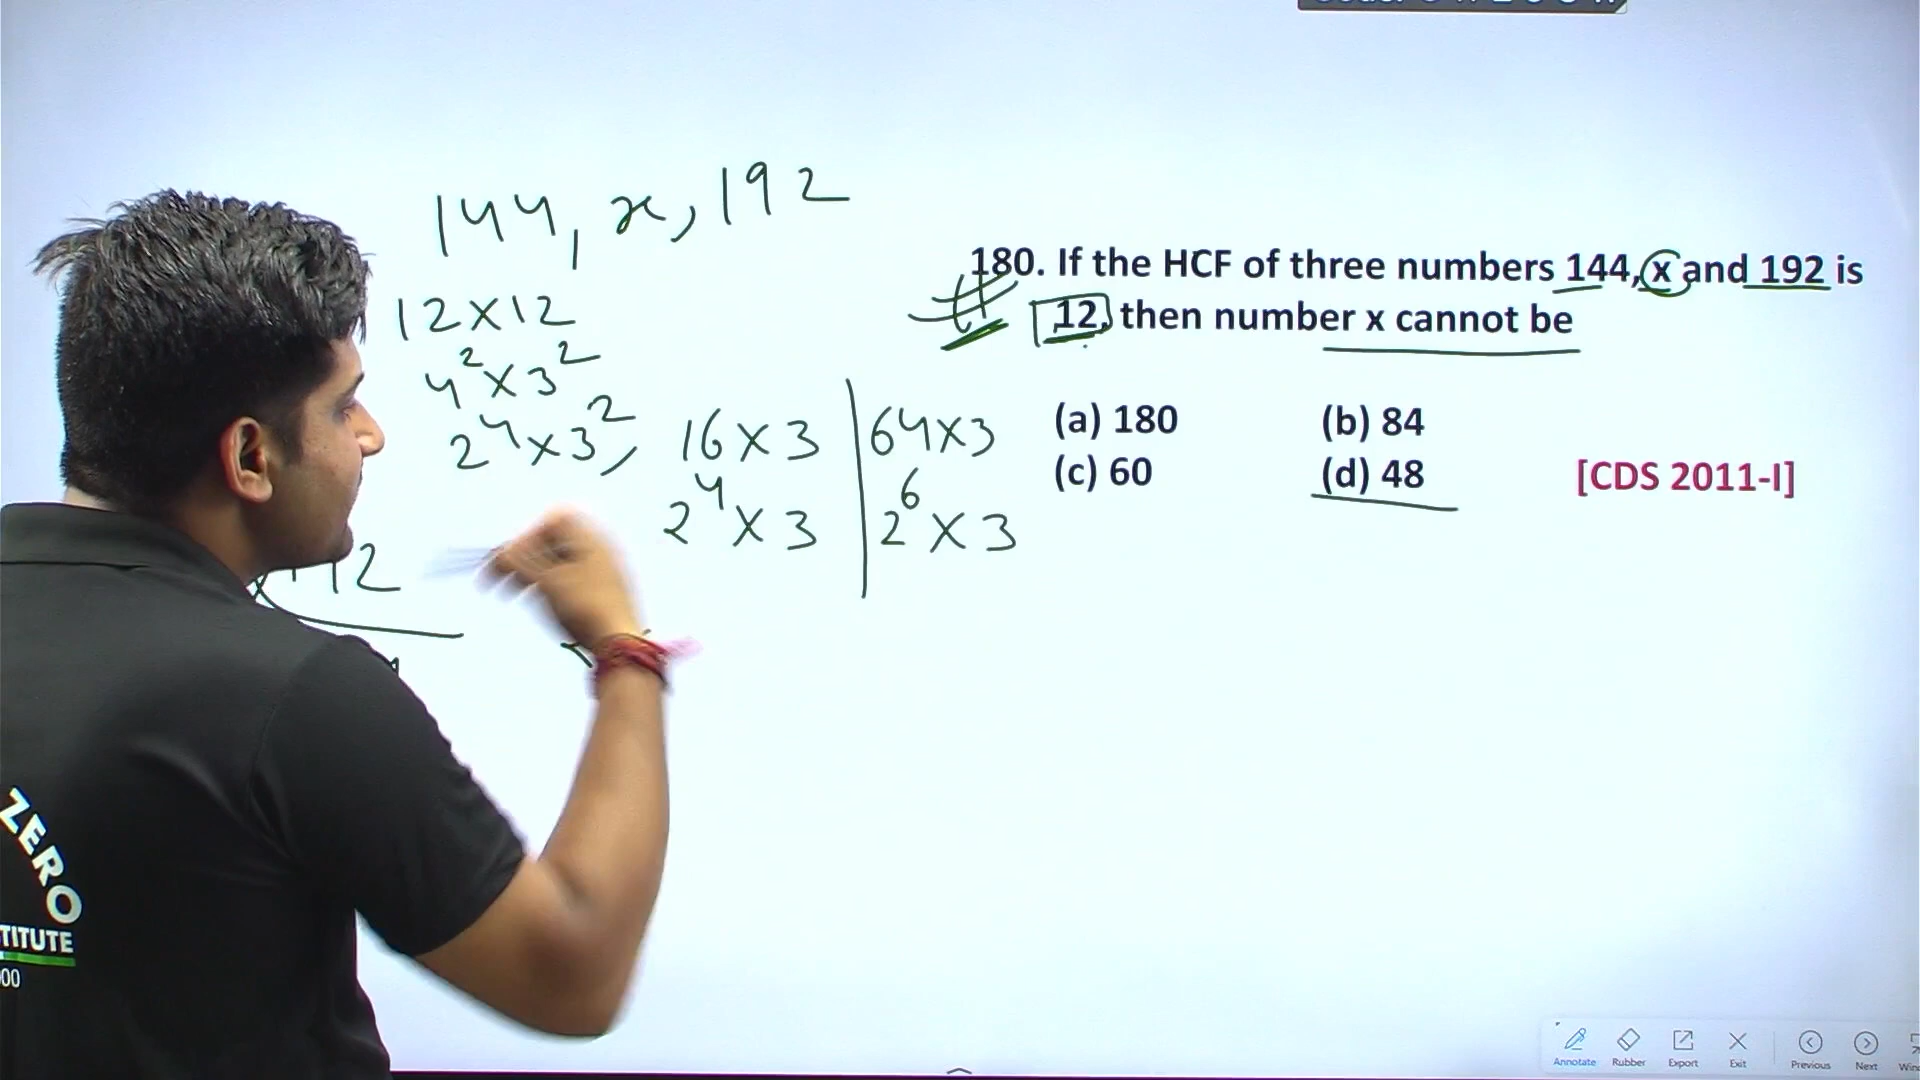 144, x, 192
12×12
4²×3²
2⁴×3², 16×3 | 64×3
2⁴×3 | 2⁶×3
180. If the HCF of three numbers 144, x and 192 is
12, then number x cannot be
(a) 180 (b) 84
(c) 60 (d) 48 [CDS 2011-I]
ZERO
TITUTE
00
Annotate Rubber Export Exit Previous Next